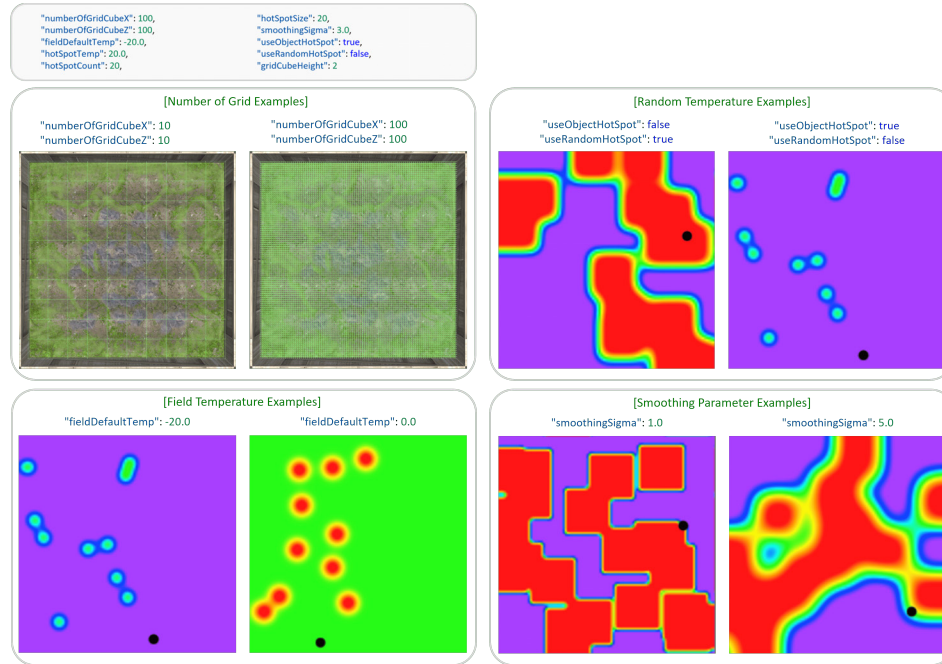 "numberOfGridCubeX": 100,
"numberOfGridCubeZ": 100,
"fieldDefaultTemp": -20.0,
"hotSpotTemp": 20.0,
"hotSpotCount": 20,
"hotSpotSize": 20,
"smoothingSigma": 3.0,
"useObjectHotSpot": true,
"useRandomHotSpot": false,
"gridCubeHeight": 2
[Number of Grid Examples]
"numberOfGridCubeX": 10
"numberOfGridCubeZ": 10
"numberOfGridCubeX": 100
"numberOfGridCubeZ": 100
[Random Temperature Examples]
"useObjectHotSpot": false
"useRandomHotSpot": true
"useObjectHotSpot": true
"useRandomHotSpot": false
[Field Temperature Examples]
"fieldDefaultTemp": -20.0
"fieldDefaultTemp": 0.0
[Smoothing Parameter Examples]
"smoothingSigma": 1.0
"smoothingSigma": 5.0